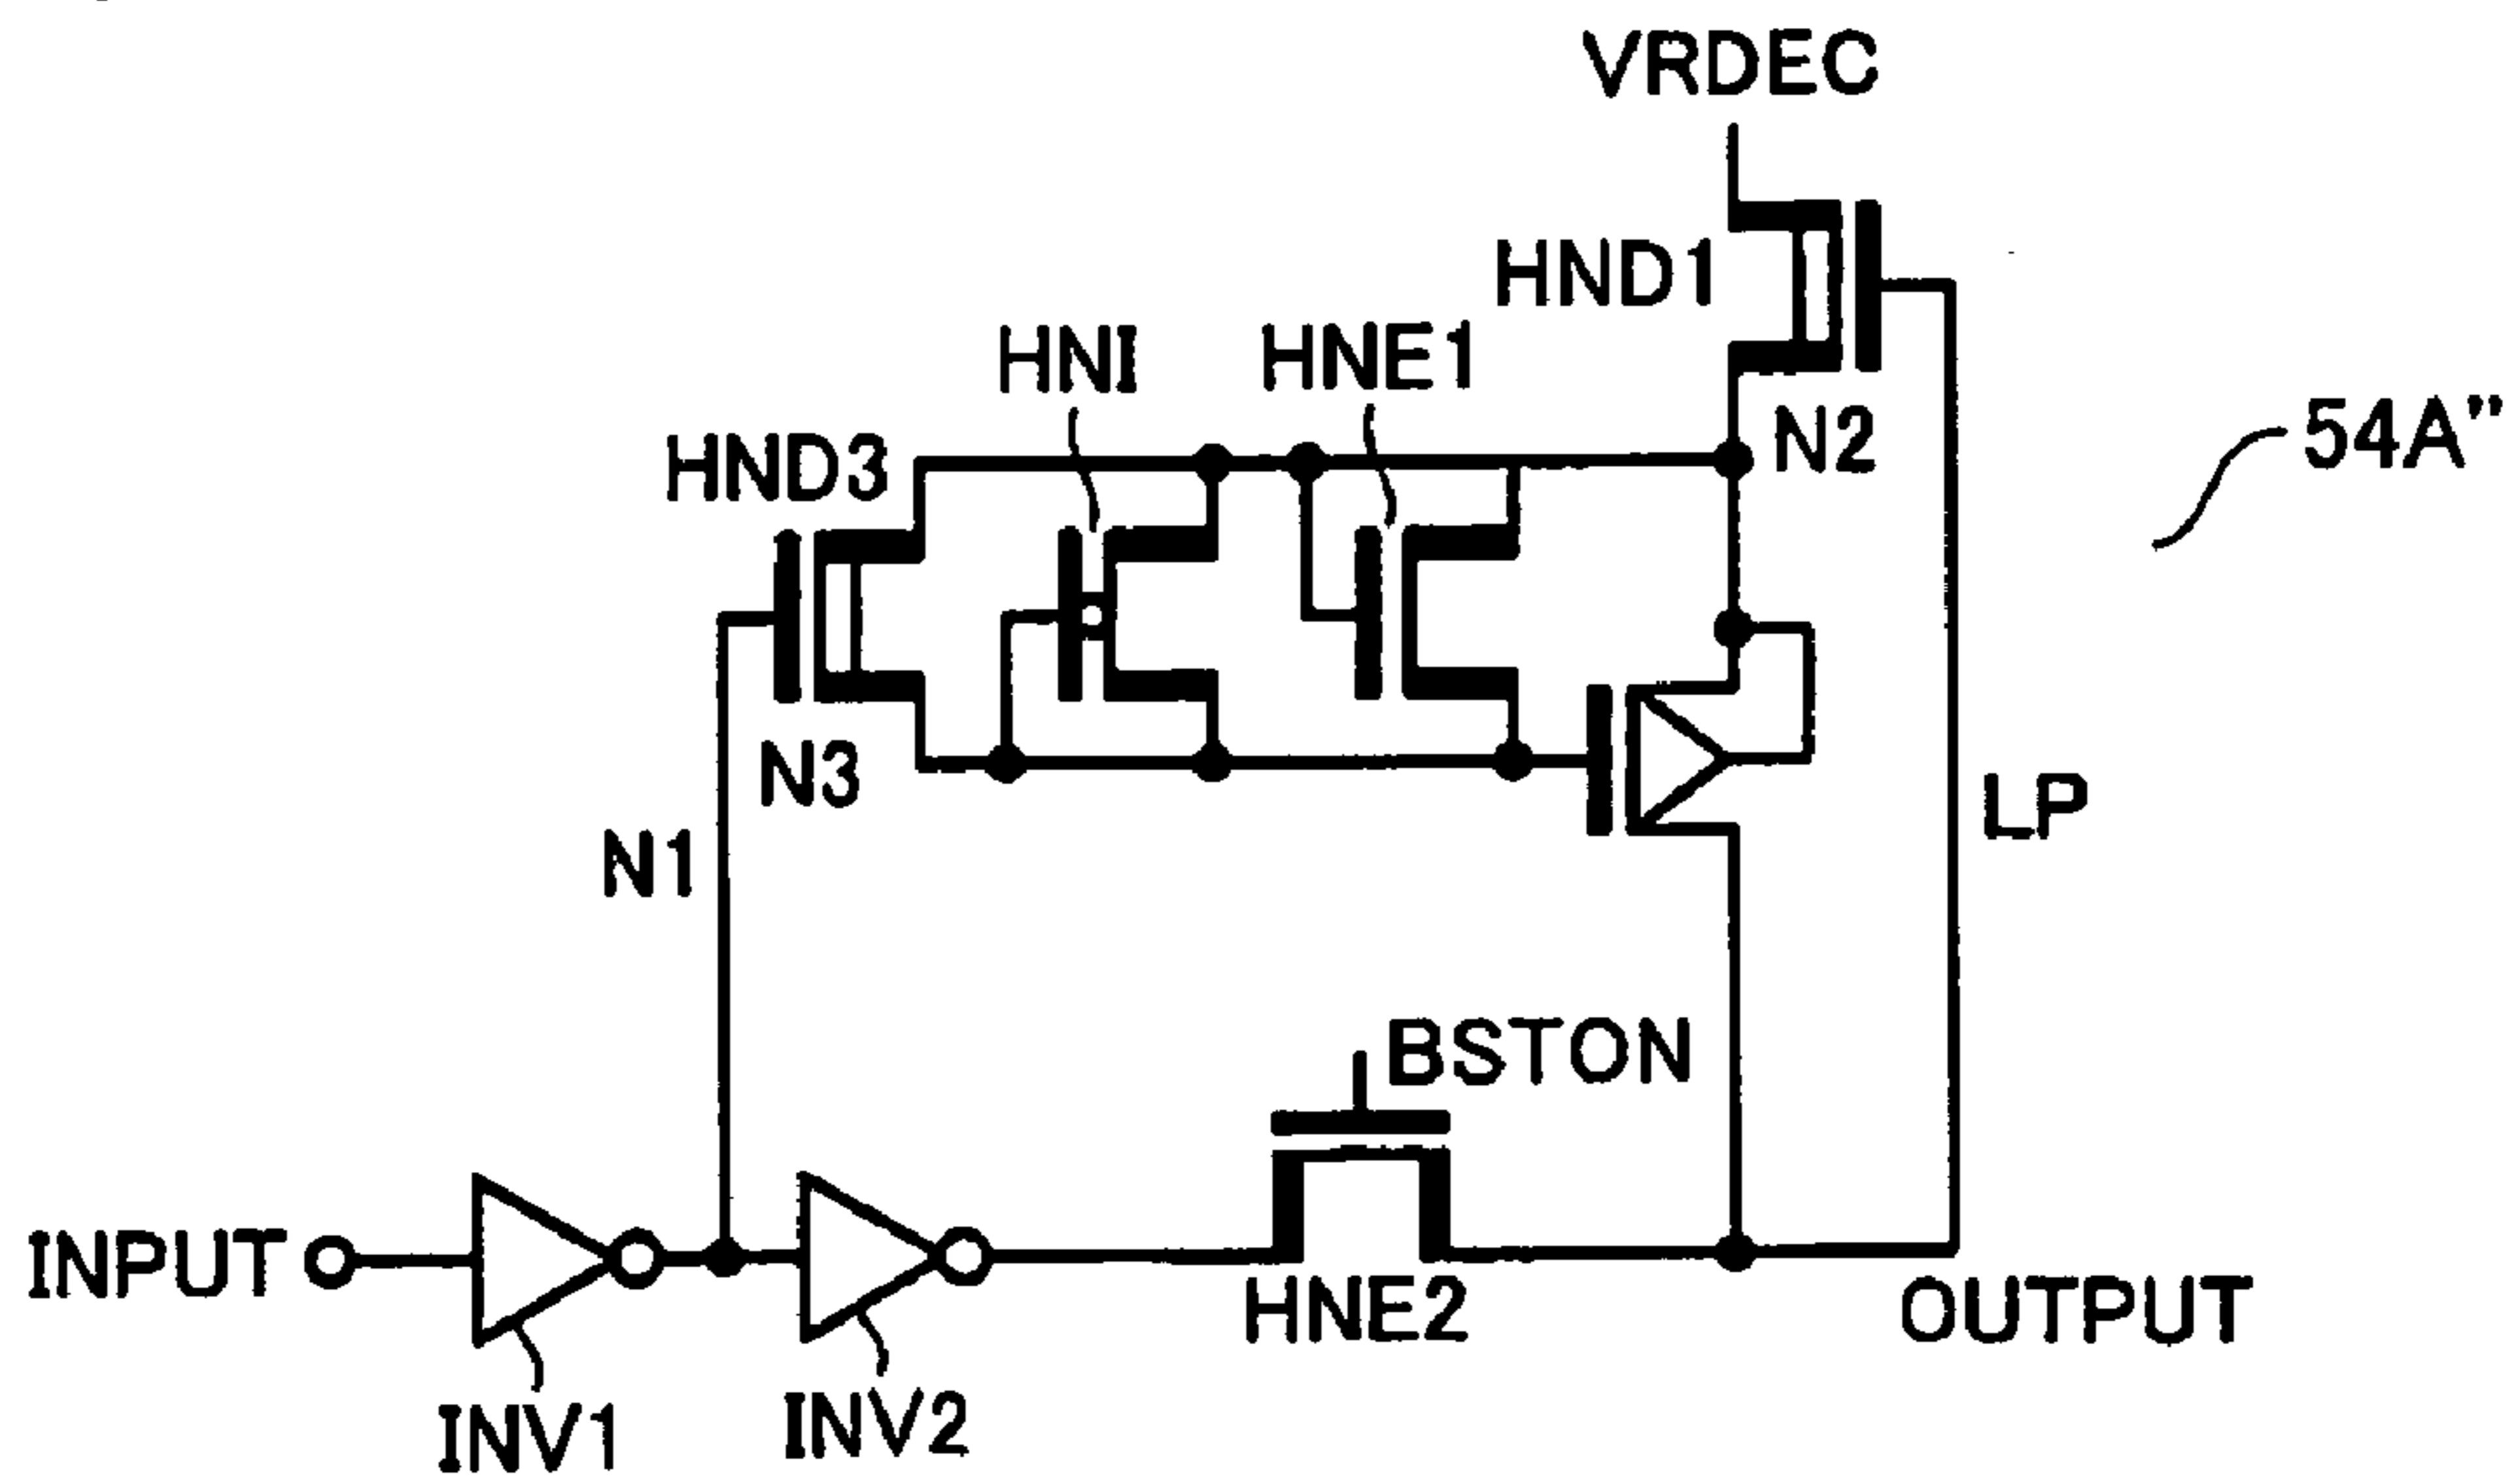 VRDEC
HND1
HNI
HNE1
54A"
HND3
N2
N3
LP
N1
BSTON
INPUT
HNE2
OUTPUT
INV1
INV2